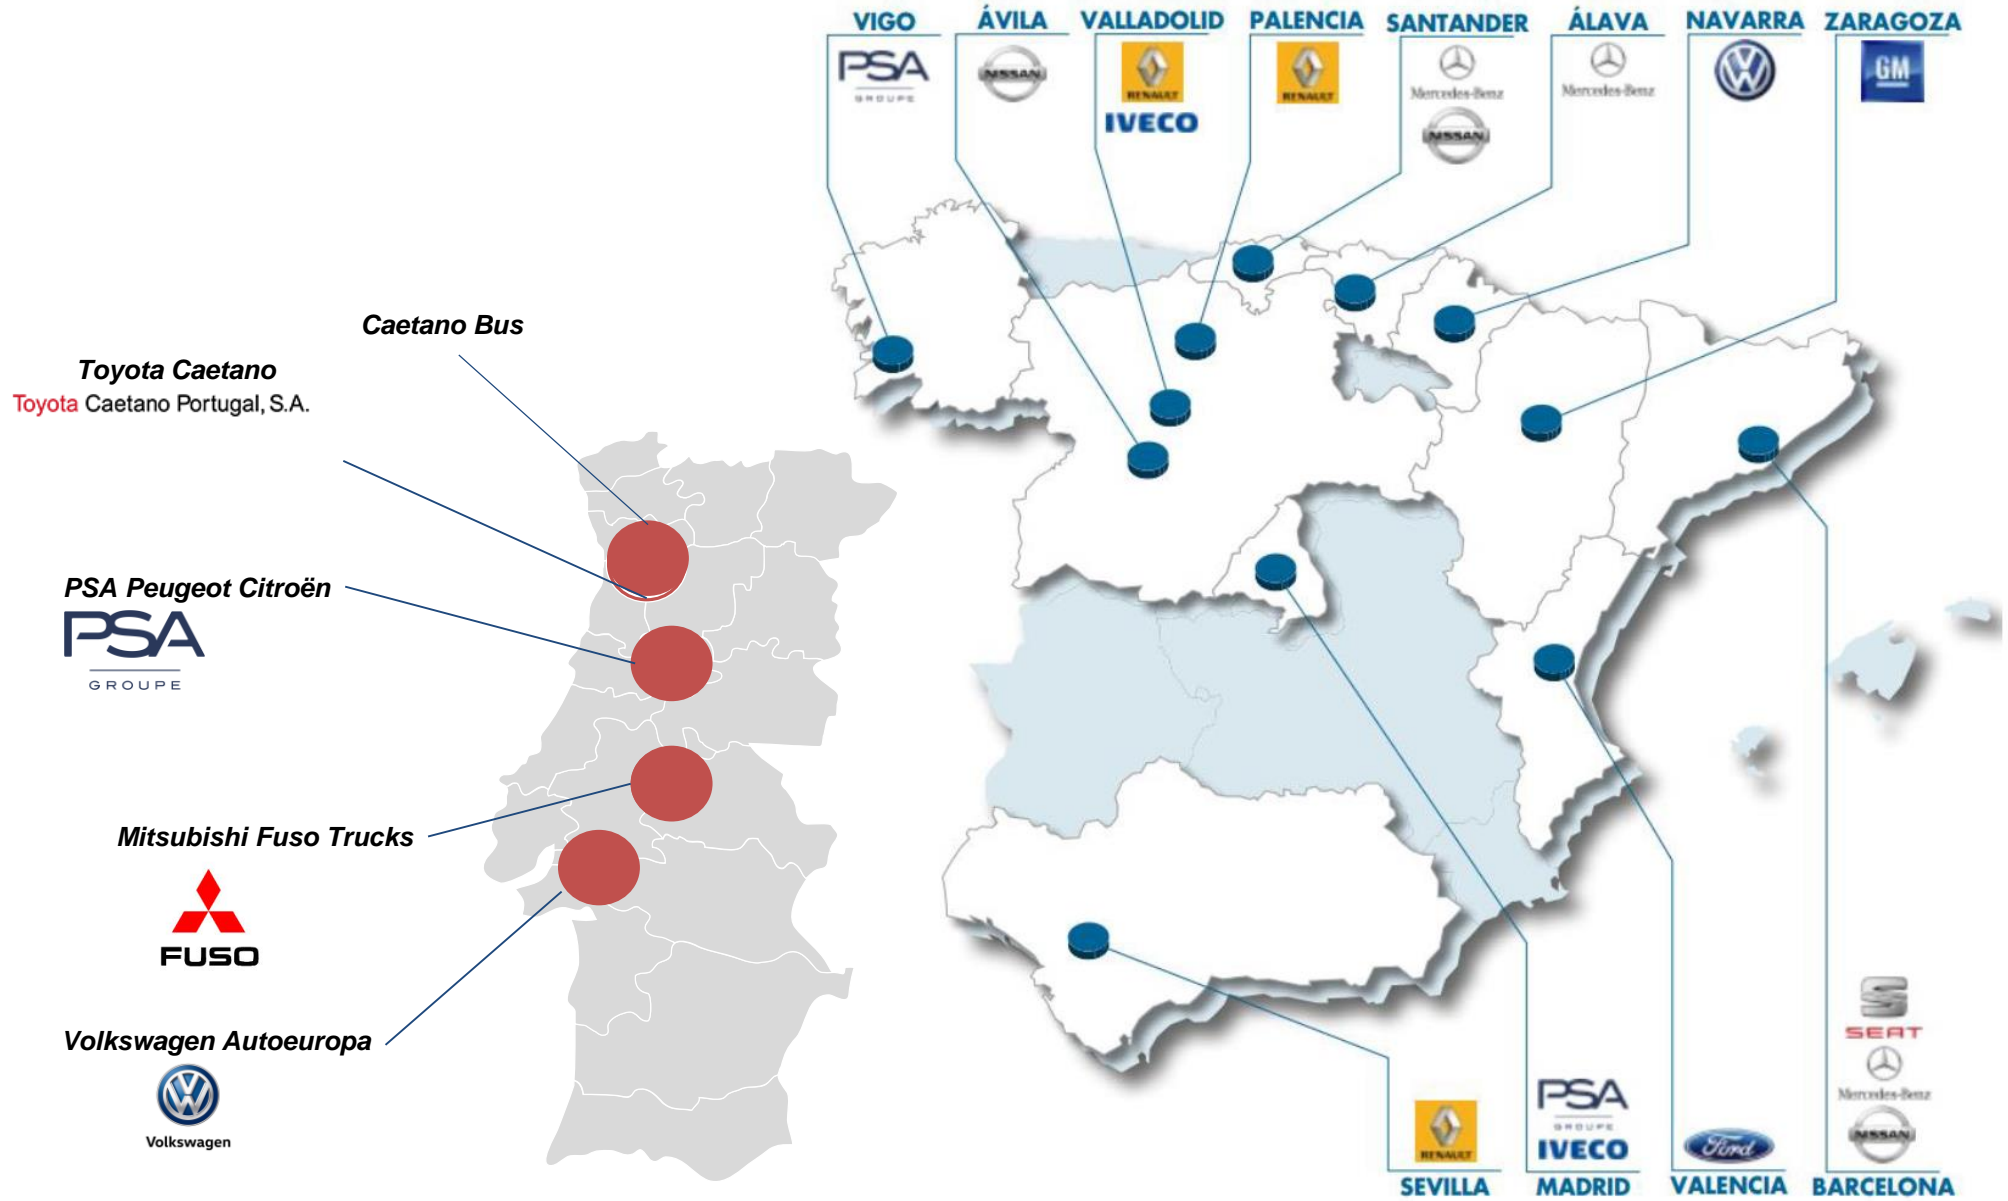 VIGO
PSA
GROUPE
ÁVILA
NISSAN
VALLADOLID
RENAULT
IVECO
PALENCIA
RENAULT
SANTANDER
Mercedes-Benz
NISSAN
ÁLAVA
Mercedes-Benz
NAVARRA
ZARAGOZA
GM
Caetano Bus
Toyota Caetano
Toyota Caetano Portugal, S.A.
PSA Peugeot Citroën
PSA
GROUPE
Mitsubishi Fuso Trucks
FUSO
Volkswagen Autoeuropa
Volkswagen
RENAULT
SEVILLA
PSA
GROUPE
IVECO
MADRID
Ford
VALENCIA
SEAT
Mercedes-Benz
NISSAN
BARCELONA